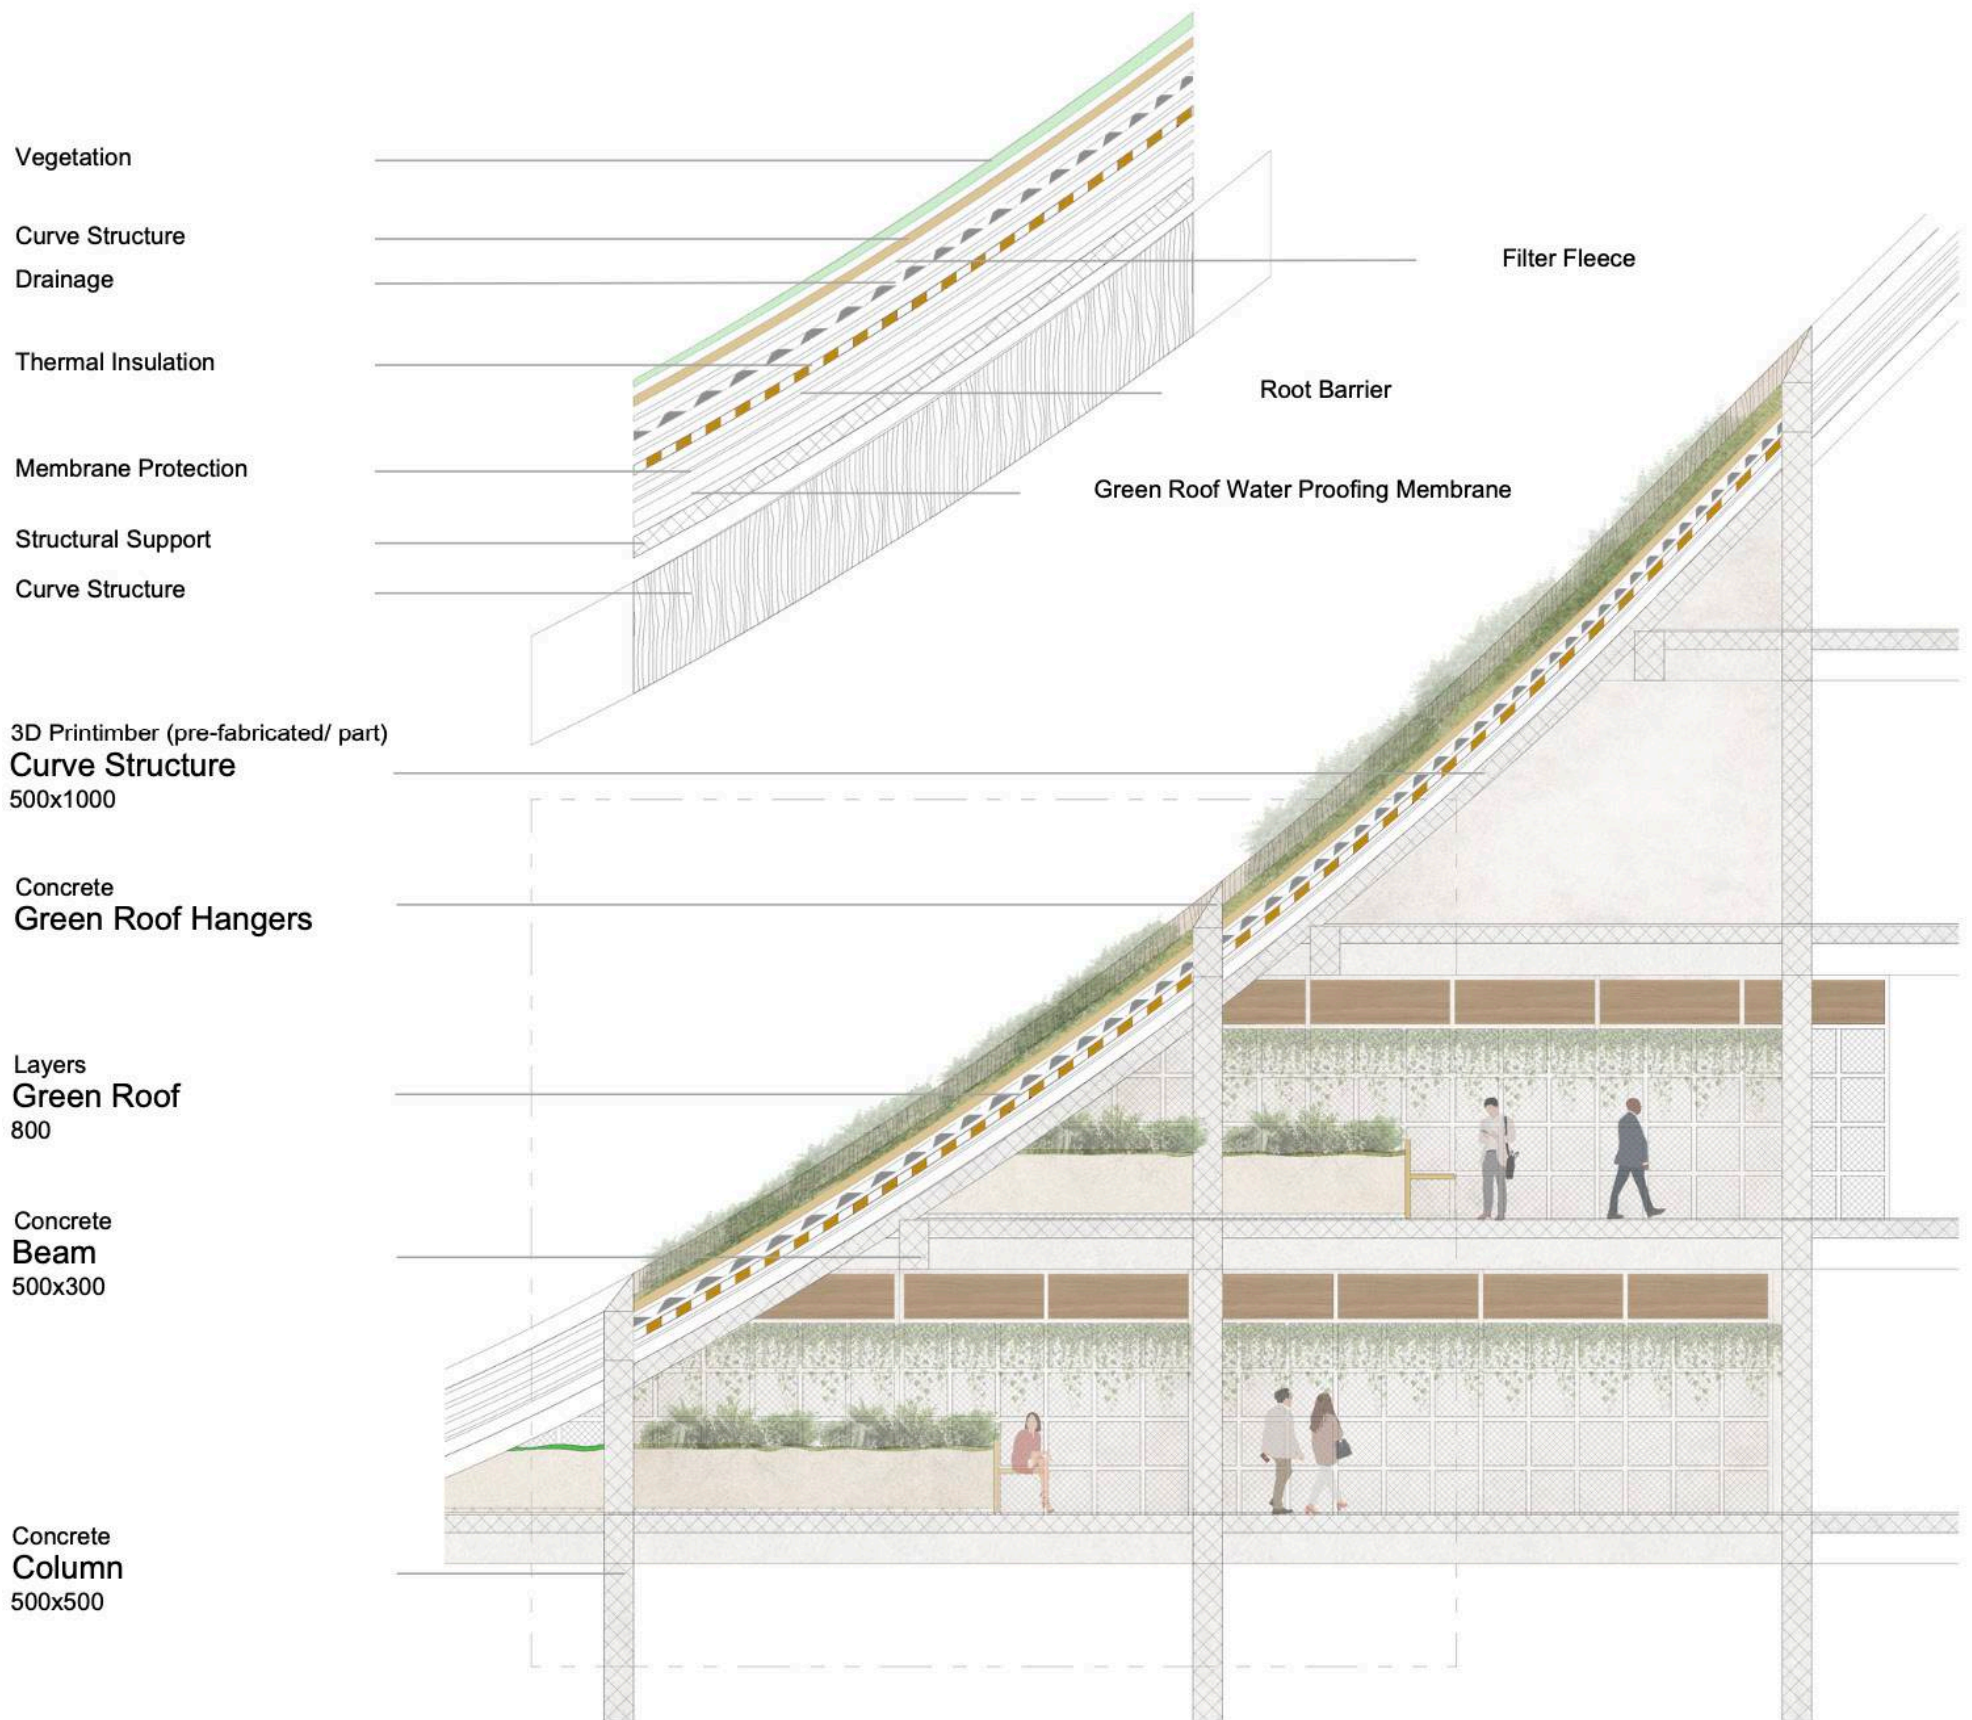 Vegetation
Curve Structure
Filter Fleece
Drainage
Thermal Insulation
Root Barrier
Membrane Protection
Green Roof Water Proofing Membrane
Structural Support
Curve Structure
3D Printimber (pre-fabricated/ part)
Curve Structure
500x1000
Concrete
Green Roof Hangers
Layers
Green Roof
800
Concrete
Beam
500x300
Concrete
Column
500x500